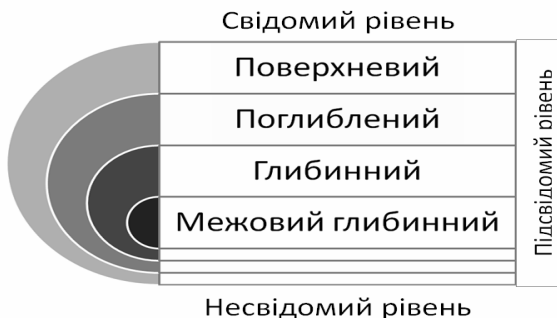 Свідомий рівень
Поверхневий
Поглиблений
Глибинний
Межовий глибинний
Підсвідомий рівень
Несвідомий рівень